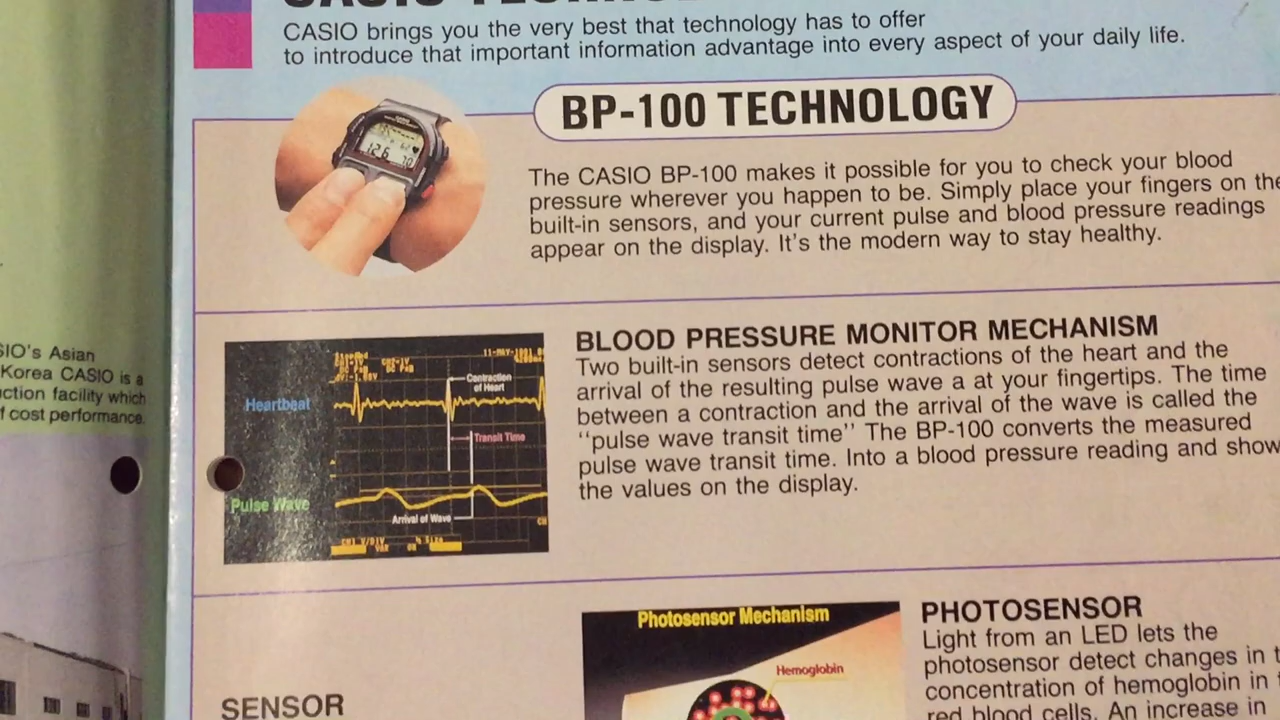 CASIO brings you the very best that technology has to offer
to introduce that important information advantage into every aspect of your daily life.
BP-100 TECHNOLOGY
The CASIO BP-100 makes it possible for you to check your blood
pressure wherever you happen to be. Simply place your fingers on the
built-in sensors, and your current pulse and blood pressure readings
appear on the display. It's the modern way to stay healthy.
126 70
SIO's Asian
Korea CASIO is a
uction facility which
f cost performance.
Contraction
of Heart
Heartbeat
Transit Time
Pulse Wave
Arrival of Wave
BLOOD PRESSURE MONITOR MECHANISM
Two built-in sensors detect contractions of the heart and the
arrival of the resulting pulse wave a at your fingertips. The time
between a contraction and the arrival of the wave is called the
"pulse wave transit time" The BP-100 converts the measured
pulse wave transit time. Into a blood pressure reading and show
the values on the display.
SENSOR
Photosensor Mechanism
Hemoglobin
PHOTOSENSOR
Light from an LED lets the
photosensor detect changes in t
concentration of hemoglobin in
red blood cells. An increase in